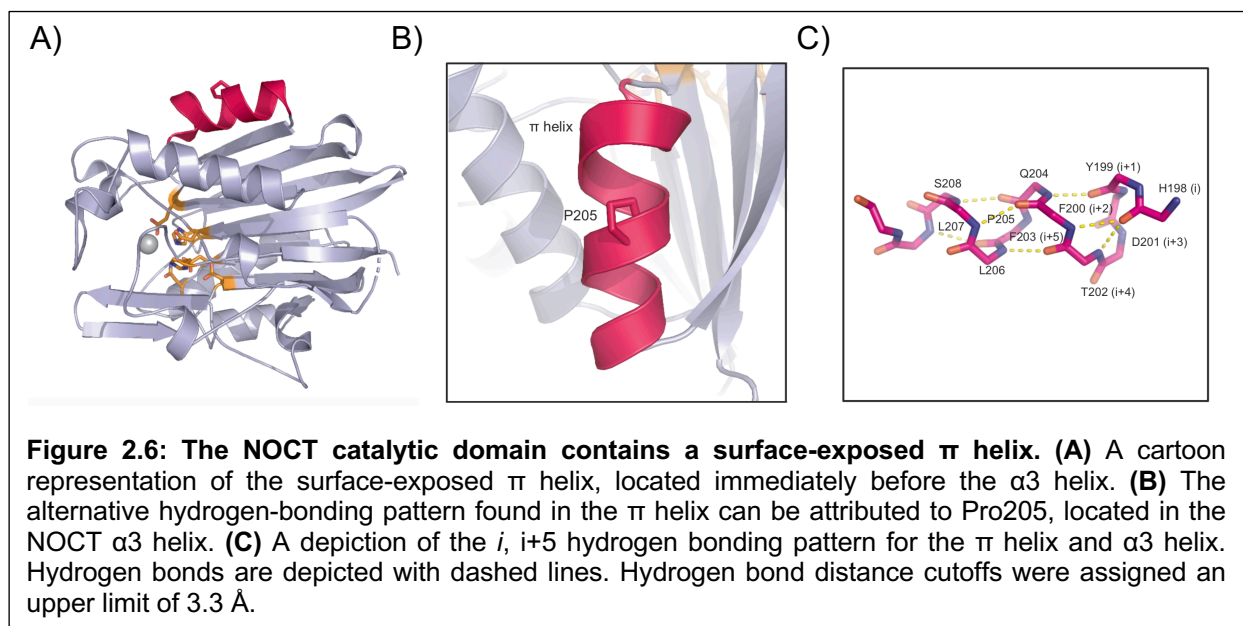 A)
B)
C)
π helix
P205
S208
Q204
Y199 (i+1)
H198 (i)
F200 (i+2)
P205
L207
F203 (i+5)
D201 (i+3)
L206
T202 (i+4)
Figure 2.6: The NOCT catalytic domain contains a surface-exposed π helix. (A) A cartoon
representation of the surface-exposed π helix, located immediately before the α3 helix. (B) The
alternative hydrogen-bonding pattern found in the π helix can be attributed to Pro205, located in the
NOCT α3 helix. (C) A depiction of the i, i+5 hydrogen bonding pattern for the π helix and α3 helix.
Hydrogen bonds are depicted with dashed lines. Hydrogen bond distance cutoffs were assigned an
upper limit of 3.3 Å.